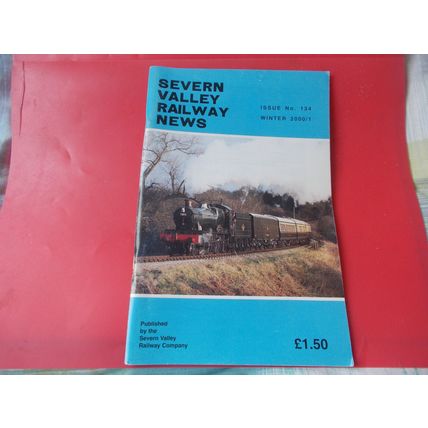 SEVERN
VALLEY
RAILWAY
NEWS
ISSUE No. 134
WINTER 2000/1
Published
by the
Severn Valley
Railway Company
£1.50